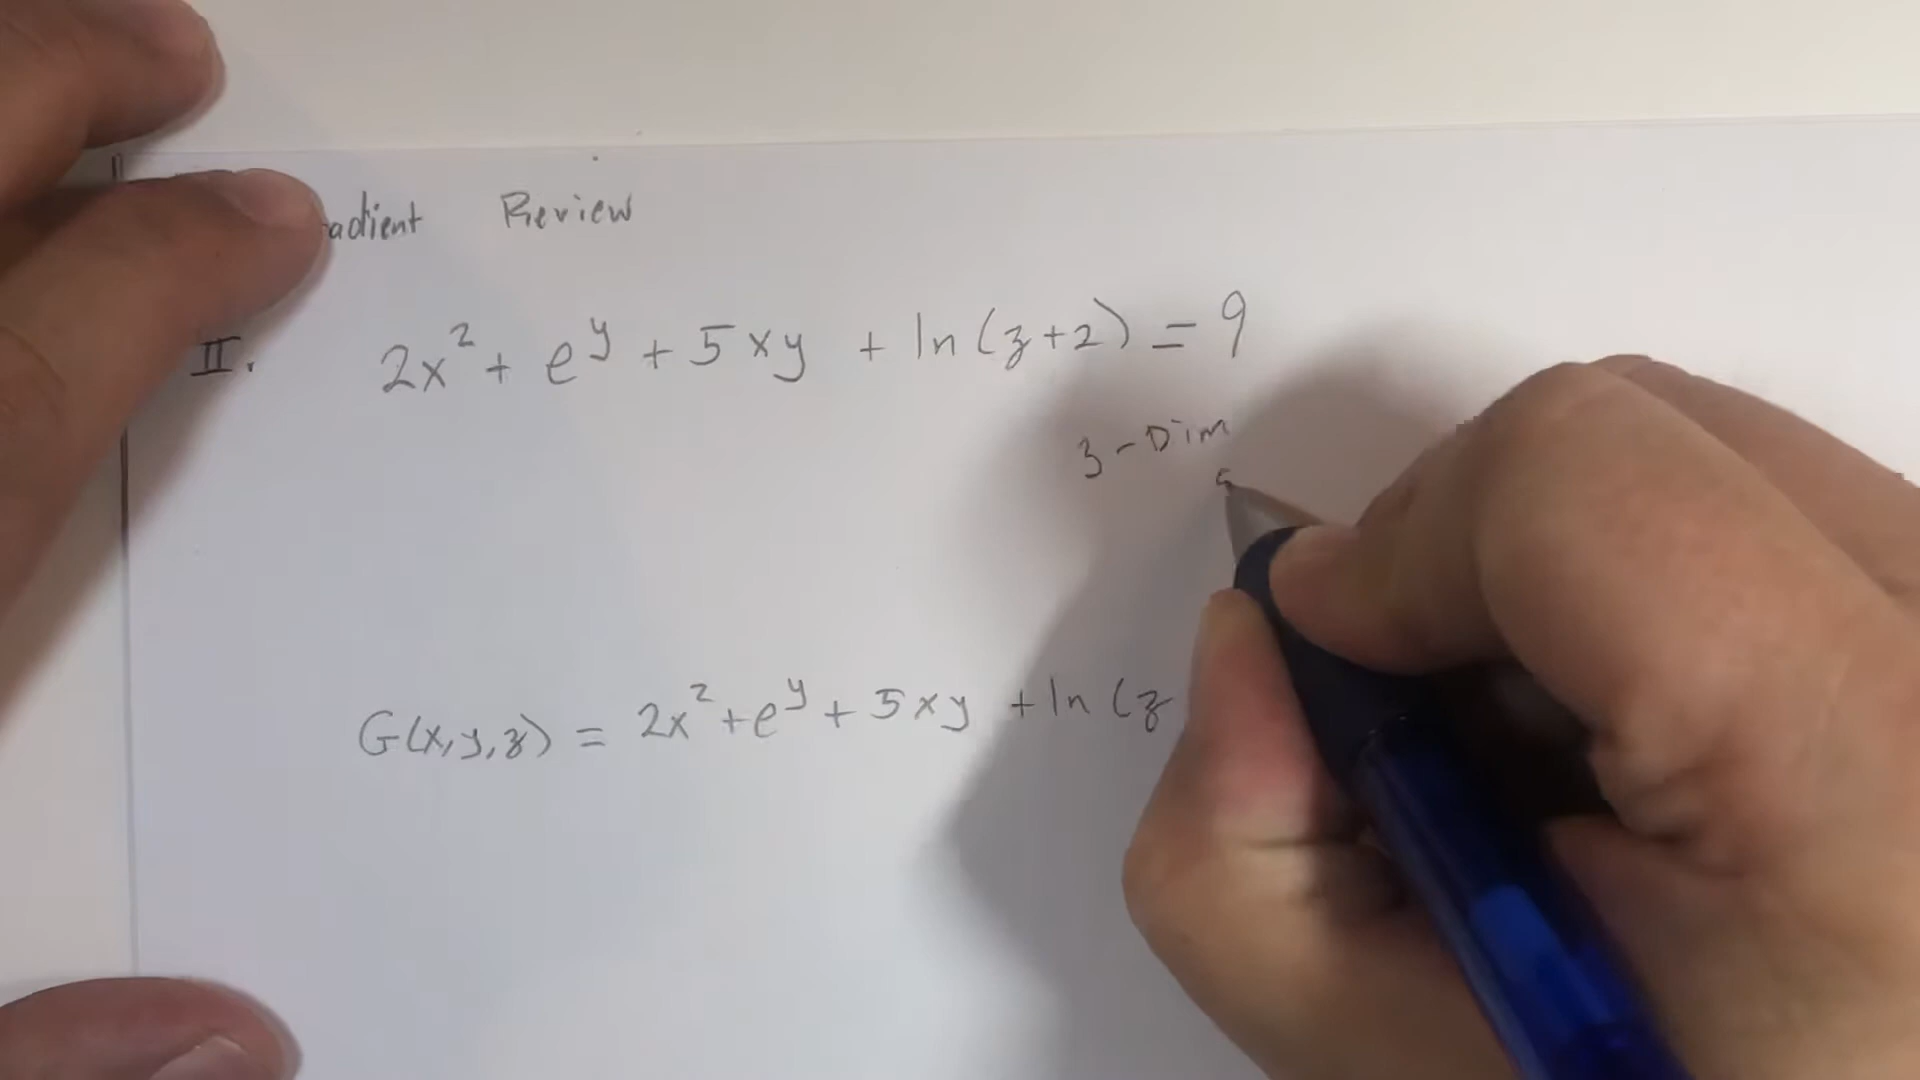 adient Review
II. 2x² + e^y + 5xy + ln(z+2) = 9
3-Dim
G(x,y,z) = 2x² + e^y + 5xy + ln(z